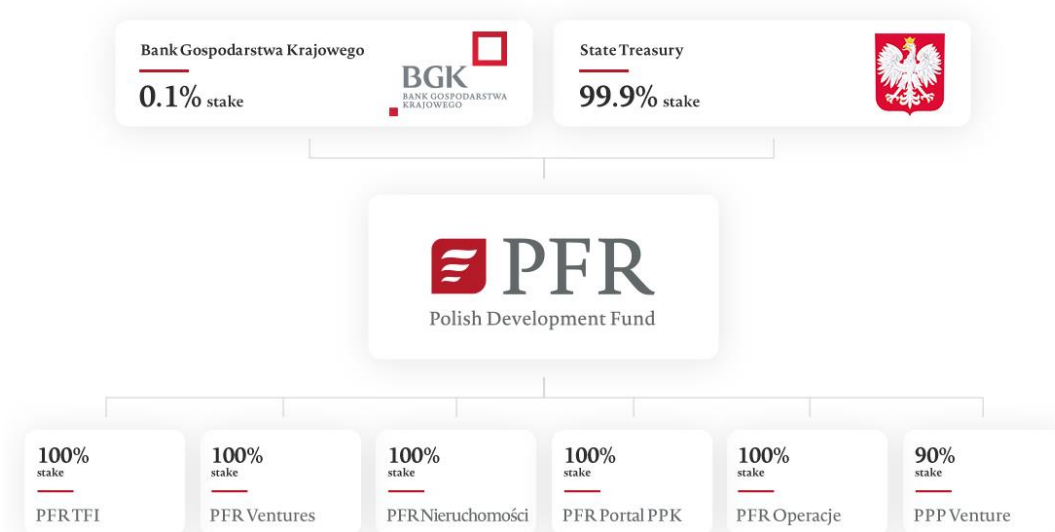 Bank Gospodarstwa Krajowego
0.1% stake
BGK
BANK GOSPODARSTWA
KRAJOWEGO
State Treasury
99.9% stake
PFR
Polish Development Fund
100%
stake
PFR TFI
100%
stake
PFR Ventures
100%
stake
PFR Nieruchomości
100%
stake
PFR Portal PPK
100%
stake
PFR Operacje
90%
stake
PPP Venture